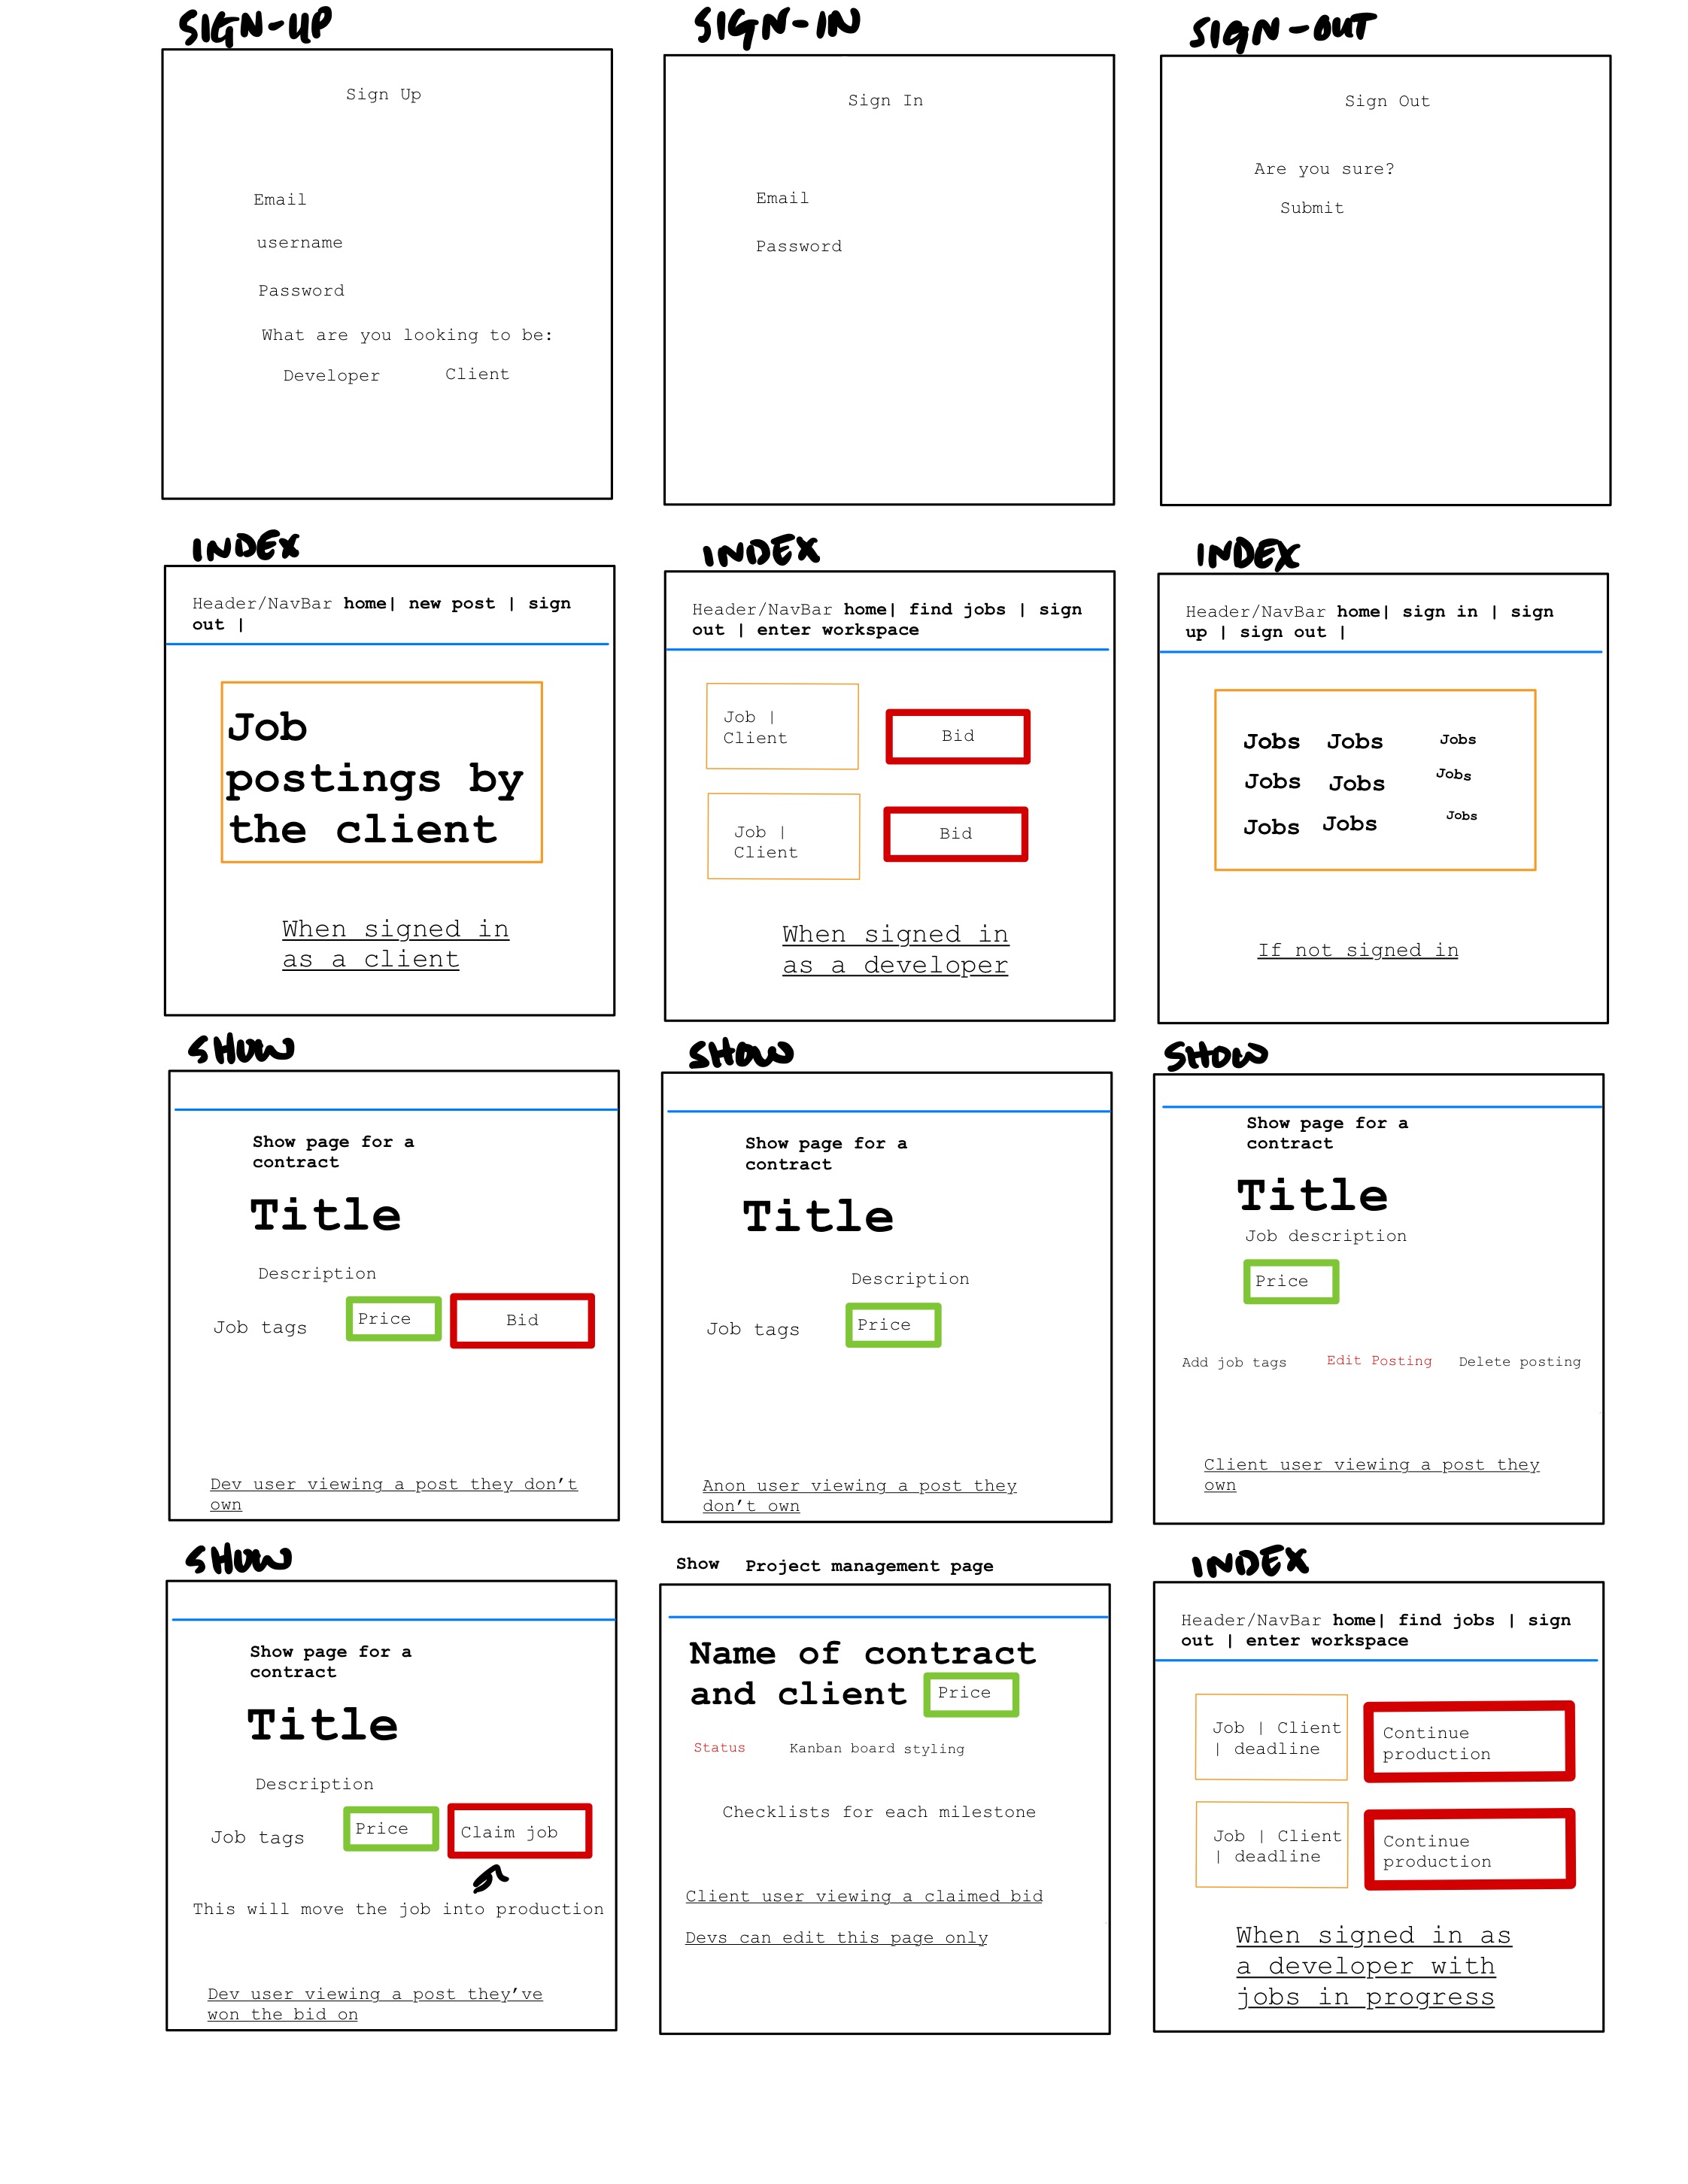 SIGN-UP
Sign Up
Email
username
Password
What are you looking to be:
Developer Client
SIGN-IN
Sign In
Email
Password
SIGN-OUT
Sign Out
Are you sure?
Submit
INDEX
Header/NavBar home| new post | sign
out |
Job
postings by
the client
When signed in
as a client
INDEX
Header/NavBar home| find jobs | sign
out | enter workspace
Job |
Client
Bid
Job |
Client
Bid
When signed in
as a developer
INDEX
Header/NavBar home| sign in | sign
up | sign out |
Jobs Jobs Jobs
Jobs Jobs Jobs
Jobs Jobs Jobs
If not signed in
SHOW
Show page for a
contract
Title
Description
Job tags Price Bid
Dev user viewing a post they don't
own
SHOW
Show page for a
contract
Title
Description
Job tags Price
Anon user viewing a post they
don't own
SHOW
Show page for a
contract
Title
Job description
Price
Add job tags Edit Posting Delete posting
Client user viewing a post they
own
SHOW
Show page for a
contract
Title
Description
Job tags Price Claim job
This will move the job into production
Dev user viewing a post they've
won the bid on
Show Project management page
Name of contract
and client Price
Status Kanban board styling
Checklists for each milestone
Client user viewing a claimed bid
Devs can edit this page only
INDEX
Header/NavBar home| find jobs | sign
out | enter workspace
Job | Client
| deadline
Continue
production
Job | Client
| deadline
Continue
production
When signed in as
a developer with
jobs in progress